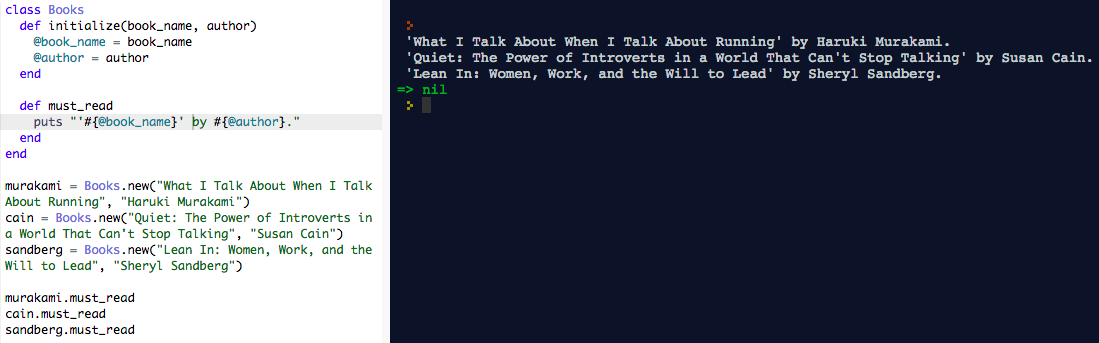 class Books
  def initialize(book_name, author)
    @book_name = book_name
    @author = author
  end

  def must_read
    puts "'#{@book_name}' by #{@author}."
  end
end

murakami = Books.new("What I Talk About When I Talk
About Running", "Haruki Murakami")
cain = Books.new("Quiet: The Power of Introverts in
a World That Can't Stop Talking", "Susan Cain")
sandberg = Books.new("Lean In: Women, Work, and the
Will to Lead", "Sheryl Sandberg")

murakami.must_read
cain.must_read
sandberg.must_read

>
'What I Talk About When I Talk About Running' by Haruki Murakami.
'Quiet: The Power of Introverts in a World That Can't Stop Talking' by Susan Cain.
'Lean In: Women, Work, and the Will to Lead' by Sheryl Sandberg.
=> nil
>